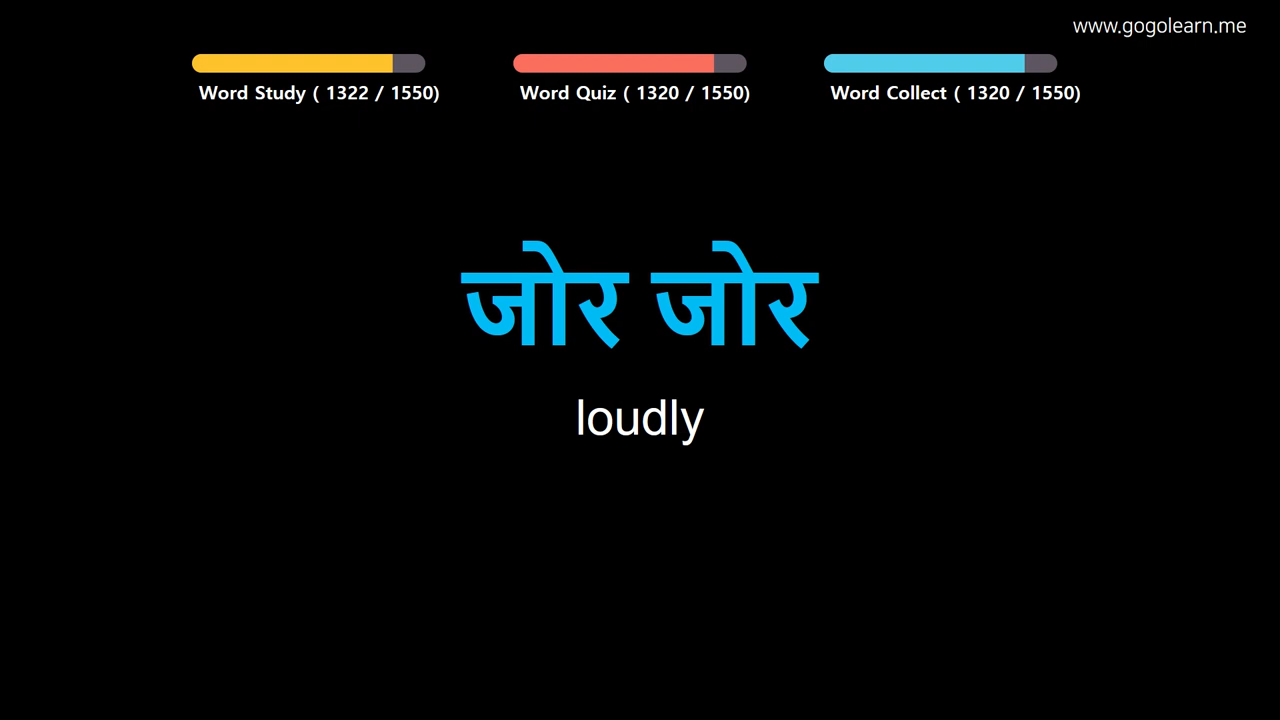 www.gogolearn.me
Word Study ( 1322 / 1550)
Word Quiz ( 1320 / 1550)
Word Collect ( 1320 / 1550)
जोर जोर
loudly